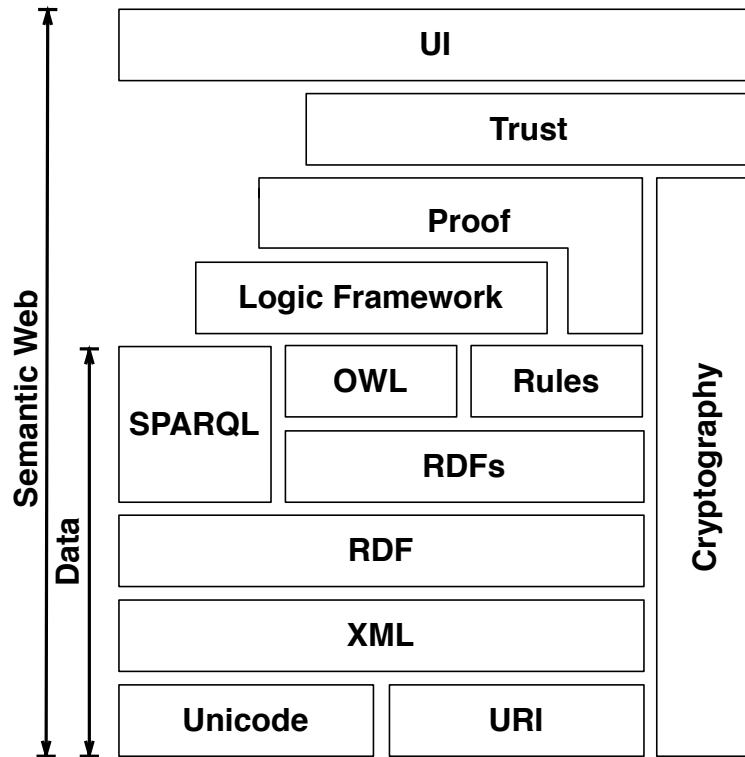 UI
Trust
Proof
Logic Framework
OWL
Rules
SPARQL
RDFs
RDF
XML
Unicode
URI
Cryptography
Semantic Web
Data